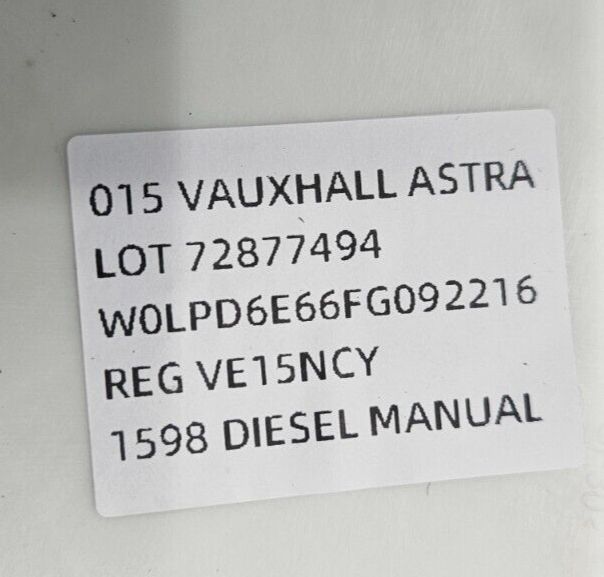 015 VAUXHALL ASTRA
LOT 72877494
W0LPD6E66FG092216
REG VE15NCY
1598 DIESEL MANUAL